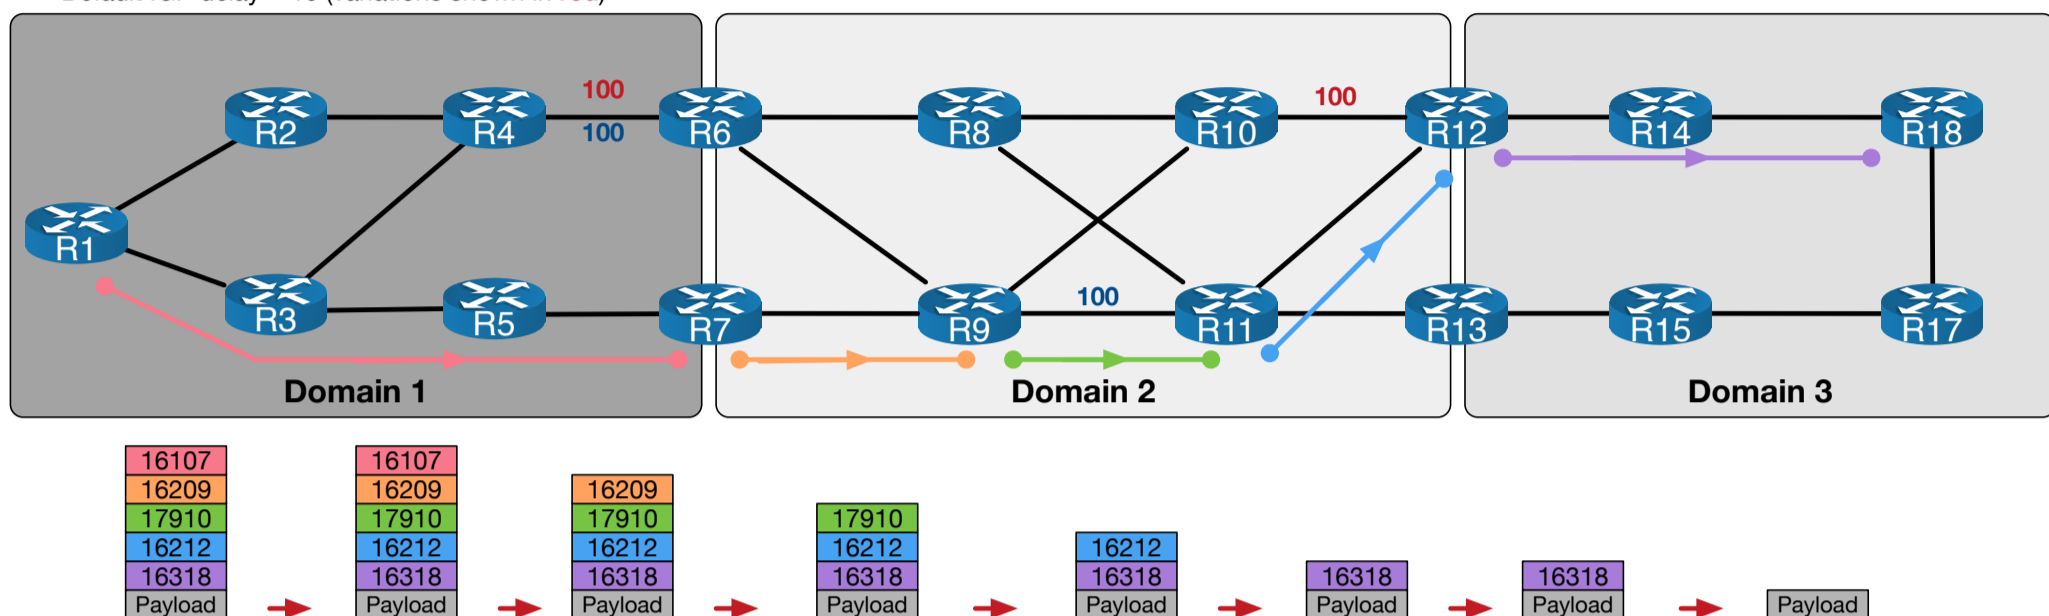 100
100
100
R2
R4
R6
R8
R10
R12
R14
R18
R1
100
R3
R5
R7
R9
R11
R13
R15
R17
Domain 1
Domain 2
Domain 3
16107
16209
17910
16212
16318
Payload
16107
16209
17910
16212
16318
Payload
16209
17910
16212
16318
Payload
17910
16212
16318
Payload
16212
16318
Payload
16318
Payload
16318
Payload
Payload